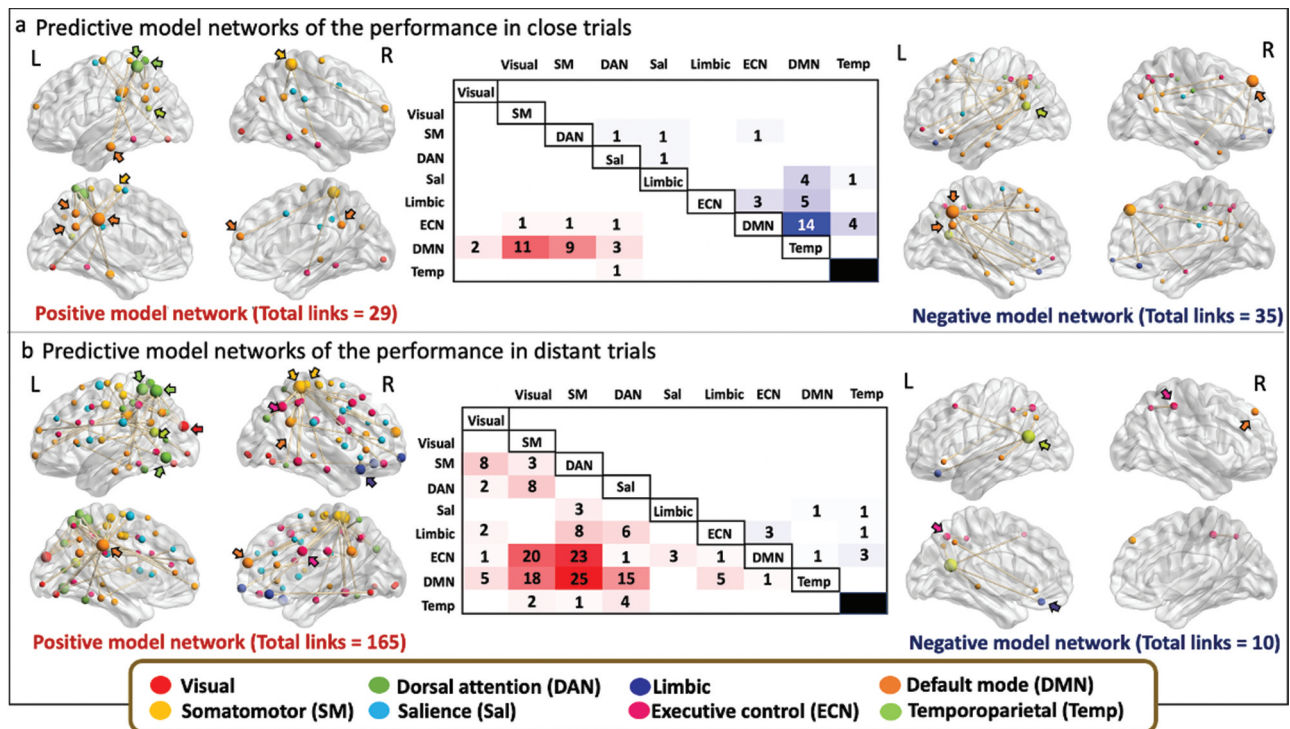 a Predictive model networks of the performance in close trials
L R
Visual SM DAN Sal Limbic ECN DMN Temp
Visual
Visual SM
SM DAN 1 1 1
DAN Sal 1
Sal Limbic 4 1
Limbic ECN 3 5
ECN 1 1 1 DMN 14 4
DMN 2 11 9 3 Temp
Temp 1
L R
Positive model network (Total links = 29)
Negative model network (Total links = 35)
b Predictive model networks of the performance in distant trials
L R
Visual SM DAN Sal Limbic ECN DMN Temp
Visual
Visual SM
SM 8 3 DAN
DAN 2 8 Sal
Sal 3 Limbic 1 1
Limbic 2 8 6 ECN 3 1
ECN 1 20 23 1 3 1 DMN 1 3
DMN 5 18 25 15 5 1 Temp
Temp 2 1 4
L R
Positive model network (Total links = 165)
Negative model network (Total links = 10)
Visual Dorsal attention (DAN) Limbic Default mode (DMN)
Somatomotor (SM) Salience (Sal) Executive control (ECN) Temporoparietal (Temp)